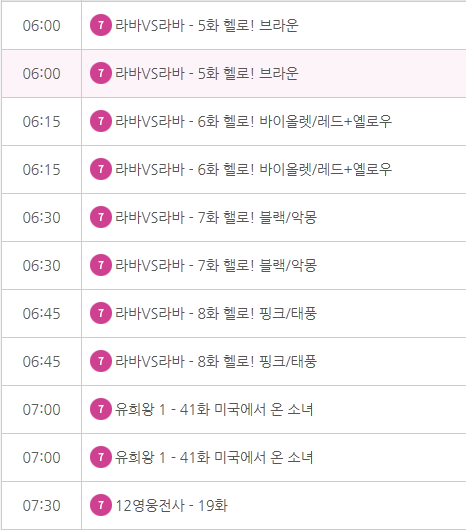 06:00 7 라바VS라바 - 5화 헬로! 브라운
06:00 7 라바VS라바 - 5화 헬로! 브라운
06:15 7 라바VS라바 - 6화 헬로! 바이올렛/레드+옐로우
06:15 7 라바VS라바 - 6화 헬로! 바이올렛/레드+옐로우
06:30 7 라바VS라바 - 7화 헬로! 블랙/악몽
06:30 7 라바VS라바 - 7화 헬로! 블랙/악몽
06:45 7 라바VS라바 - 8화 헬로! 핑크/태풍
06:45 7 라바VS라바 - 8화 헬로! 핑크/태풍
07:00 7 유희왕 1 - 41화 미국에서 온 소녀
07:00 7 유희왕 1 - 41화 미국에서 온 소녀
07:30 7 12영웅전사 - 19화